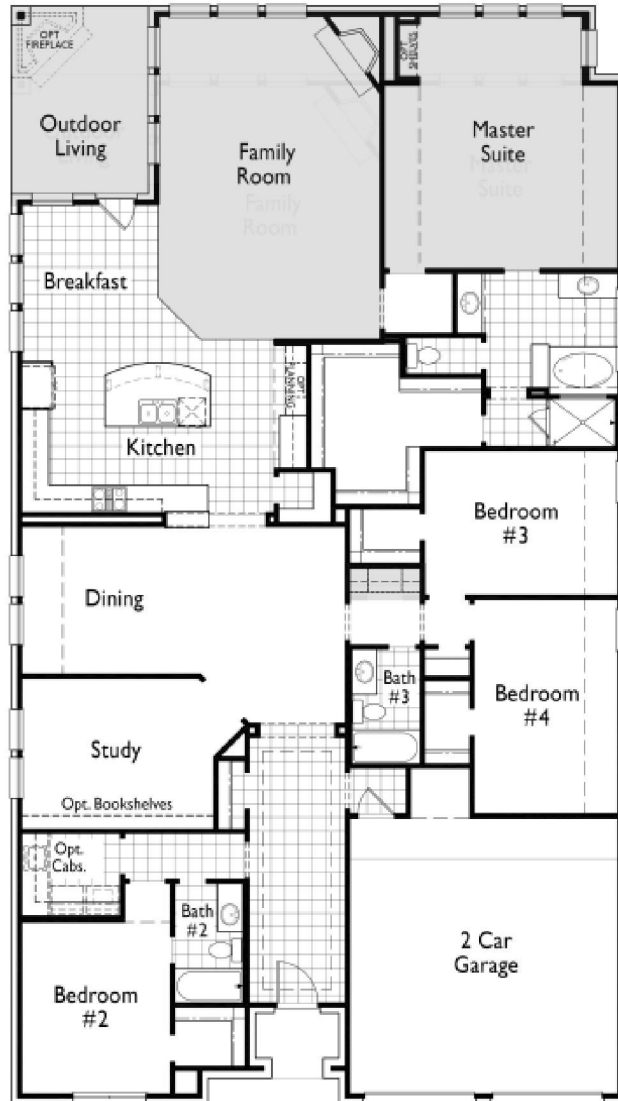 OPT
FIREPLACE
OPT
SHELVES
Outdoor
Living
Family
Room
Master
Suite
Master
Suite
Family
Room
Breakfast
OPT
PLANNING
Kitchen
Bedroom
#3
Dining
Bath
#3
Bedroom
#4
Study
Opt. Bookshelves
Opt.
Cabs.
Bath
#2
2 Car
Garage
Bedroom
#2